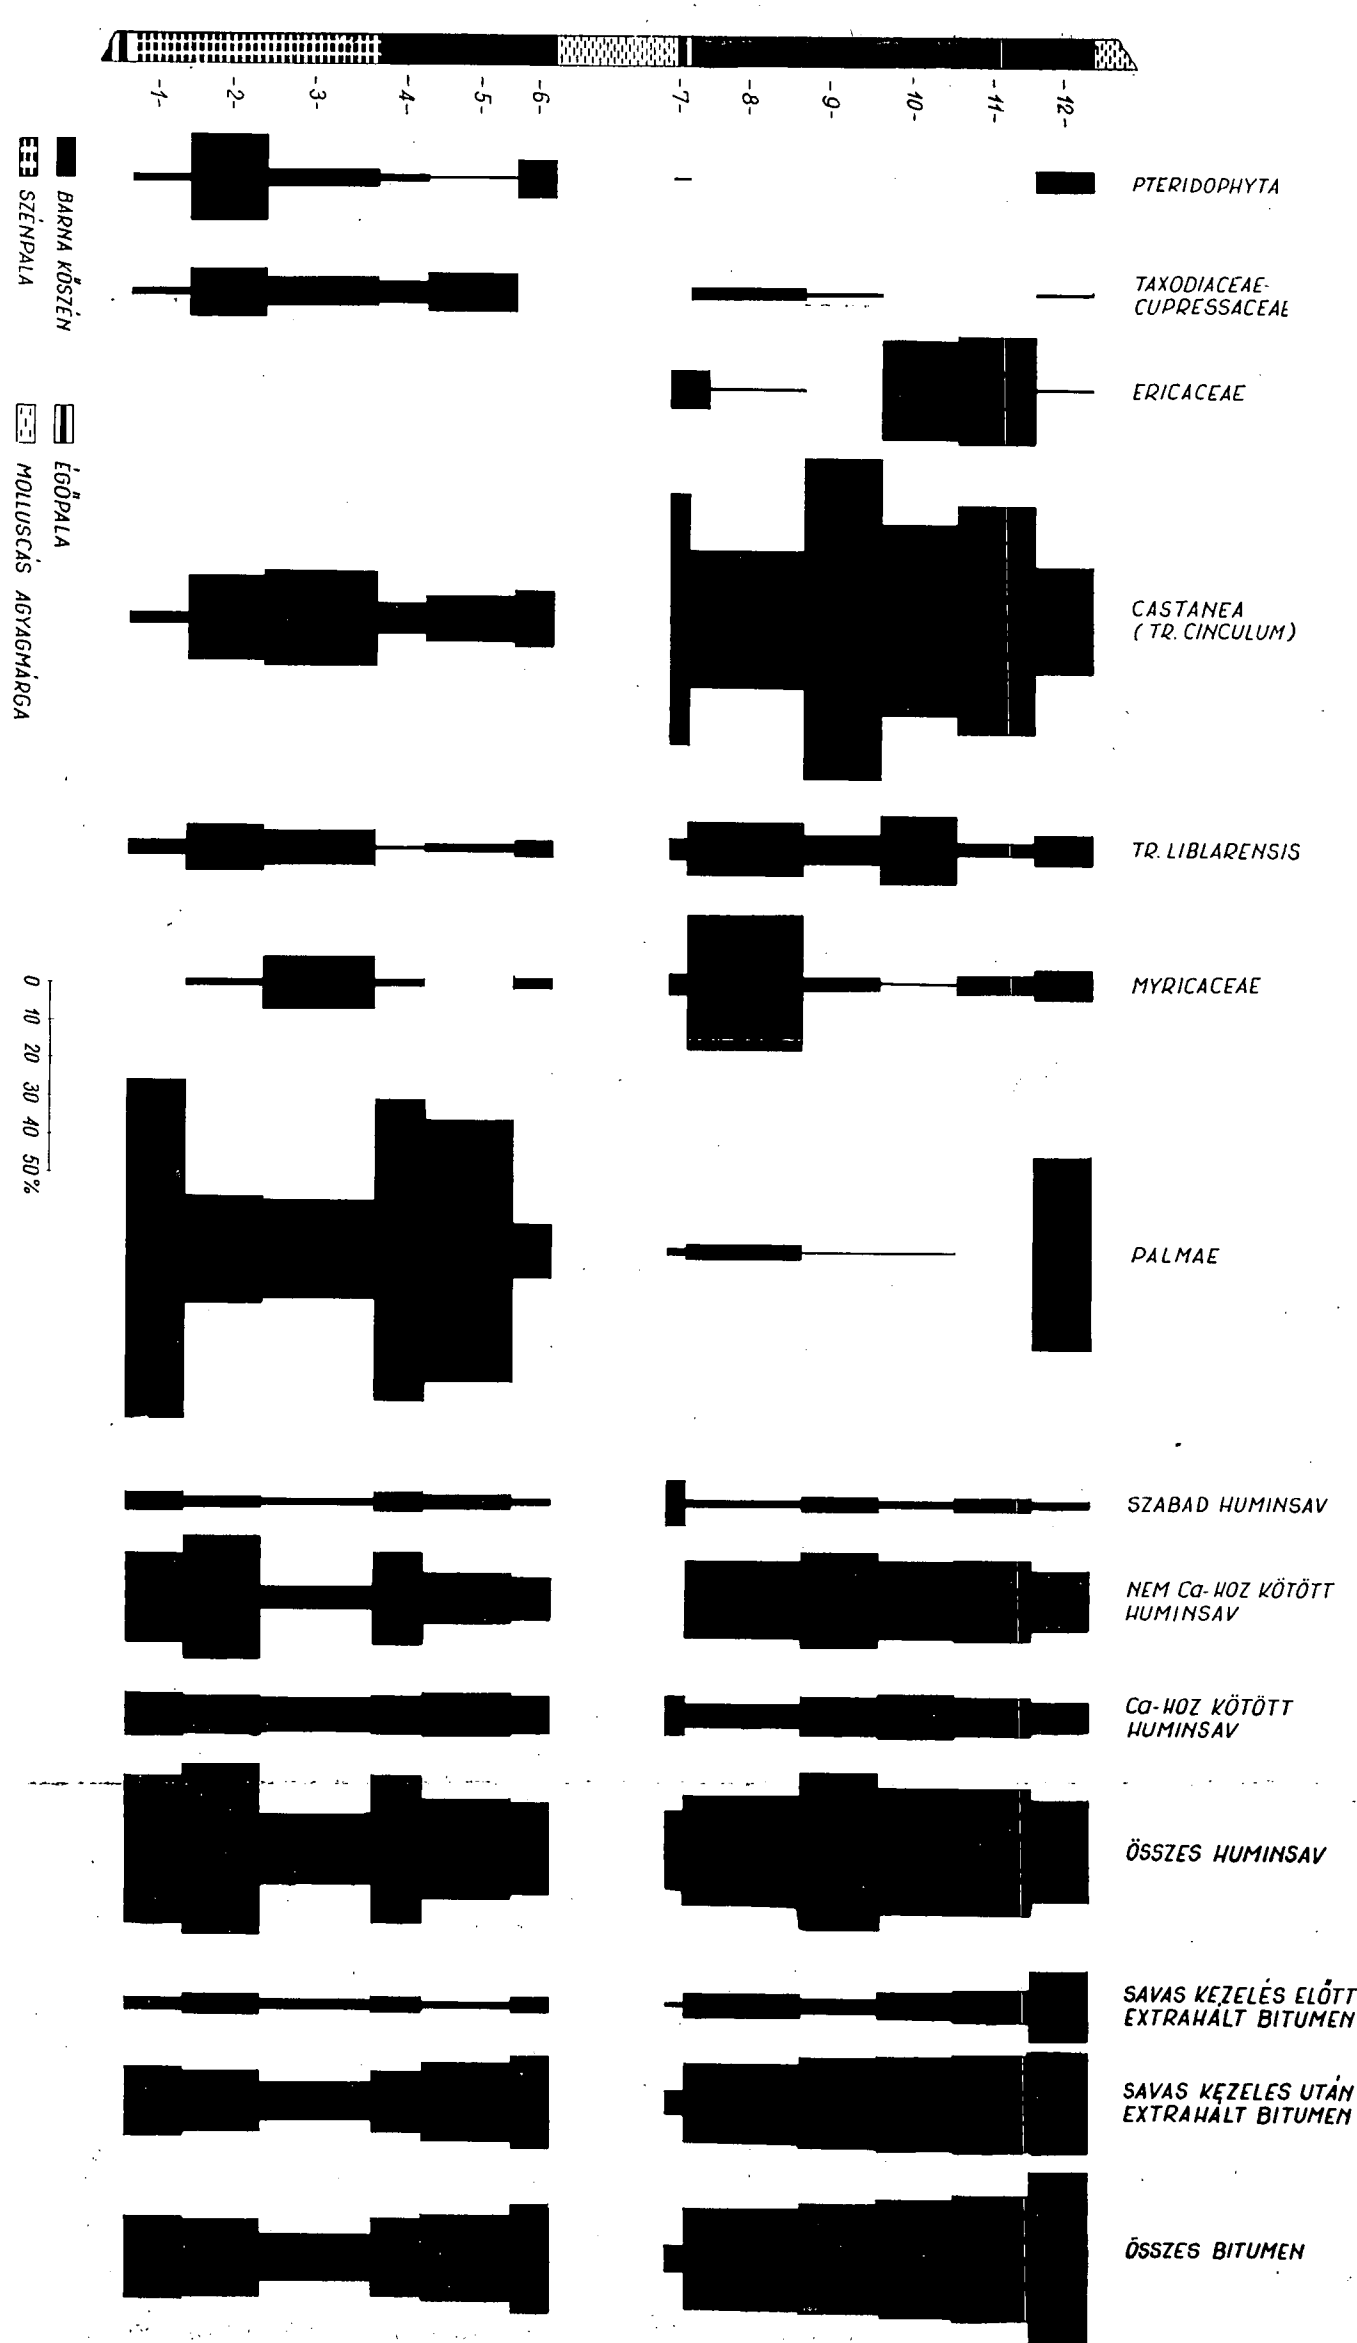 -1-
-2-
-3-
-4-
-5-
-6-
-7-
-8-
-9-
-10-
-11-
-12-
PTERIDOPHYTA
TAXODIACEAE-
CUPRESSACEAE
ERICACEAE
CASTANEA
(TR. CINCULUM)
TR. LIBLARENSIS
MYRICACEAE
PALMAE
SZABAD HUMINSAV
NEM Ca-HOZ KÖTÖTT
HUMINSAV
Ca-HOZ KÖTÖTT
HUMINSAV
ÖSSZES HUMINSAV
SAVAS KEZELÉS ELŐTT
EXTRAHÁLT BITUMEN
SAVAS KEZELÉS UTÁN
EXTRAHÁLT BITUMEN
ÖSSZES BITUMEN
BARNA KŐSZÉN
SZÉNPALA
ÉGŐPALA
MOLLUSCÁS AGYAGMÁRGA
0 10 20 30 40 50%